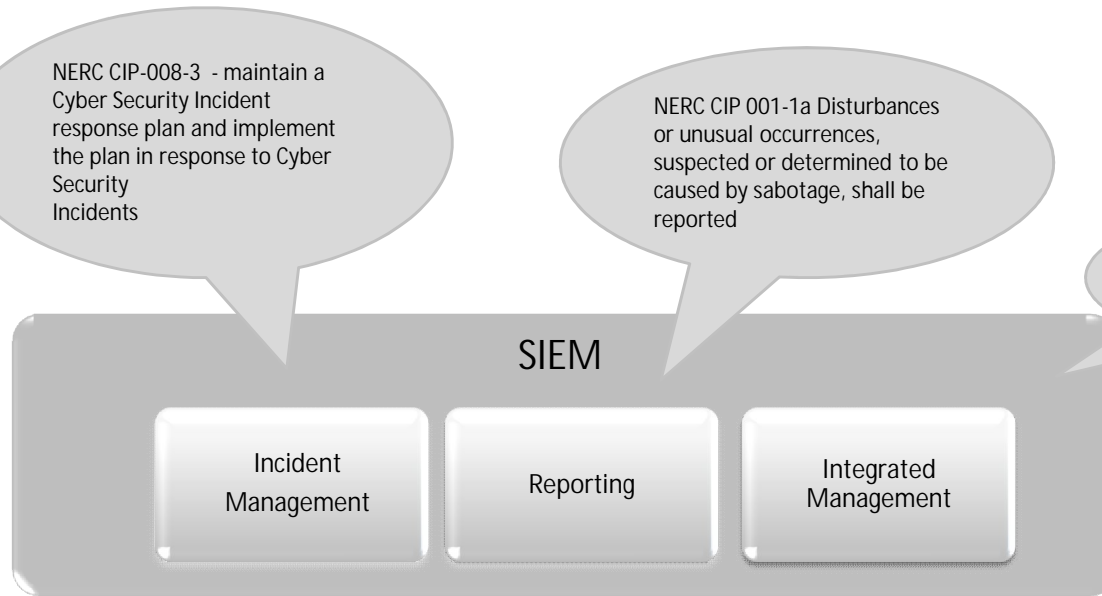 NERC CIP-008-3 - maintain a
Cyber Security Incident
response plan and implement
the plan in response to Cyber
Security
Incidents
NERC CIP 001-1a Disturbances
or unusual occurrences,
suspected or determined to be
caused by sabotage, shall be
reported
SIEM
Incident
Management
Reporting
Integrated
Management